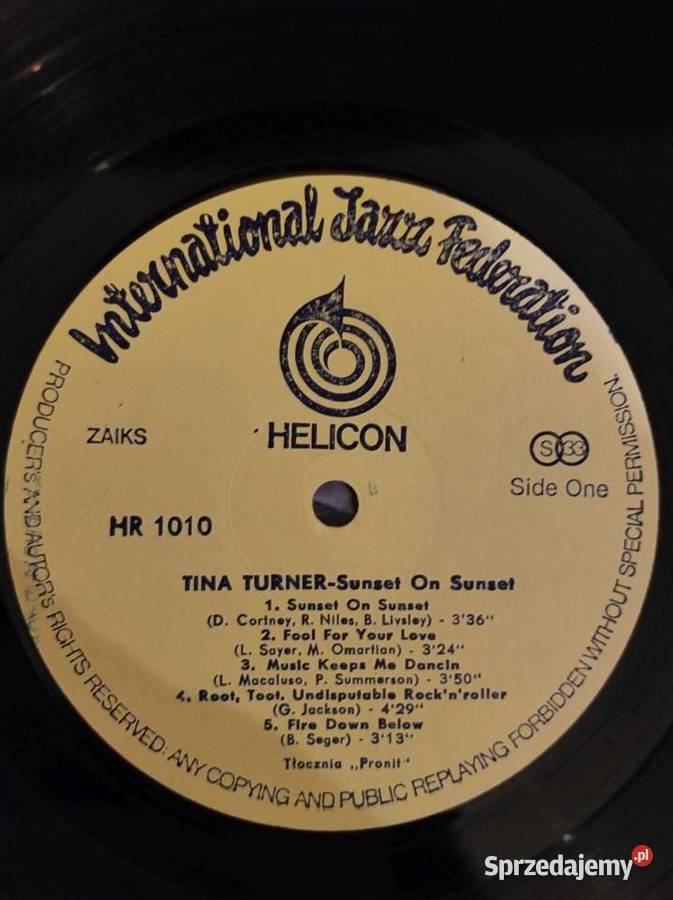 International Jazz Federation
HELICON
ZAIKS
S 33
Side One
HR 1010
TINA TURNER-Sunset On Sunset
1. Sunset On Sunset
(D. Cortney, R. Niles, B. Livsley) - 3'36"
2. Fool For Your Love
(L. Sayer, M. Omartian) - 3'24"
3. Music Keeps Me Dancin
(L. Macaluso, P. Summerson) - 3'50"
4. Root, Toot, Undisputable Rock'n'roller
(G. Jackson) - 4'29"
5. Fire Down Below
(B. Seger) - 3'13"
Tłocznia „Pronit"
PRODUCERS AND AUTOR'S RIGHTS RESERVED: ANY COPYING AND PUBLIC REPLAYING FORBIDDEN WITHOUT SPECIAL PERMISSION.
Sprzedajemy.pl